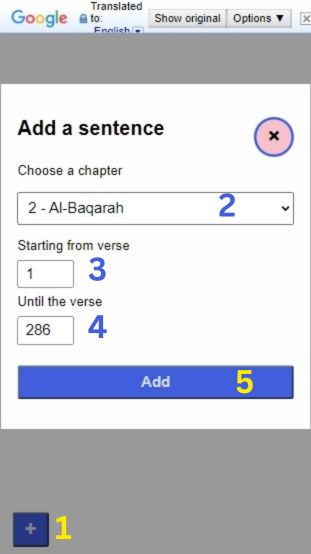 Google Translated to: English Show original Options ▼
Add a sentence
×
Choose a chapter
2 - Al-Baqarah 2
Starting from verse
1 3
Until the verse
286 4
Add 5
+ 1